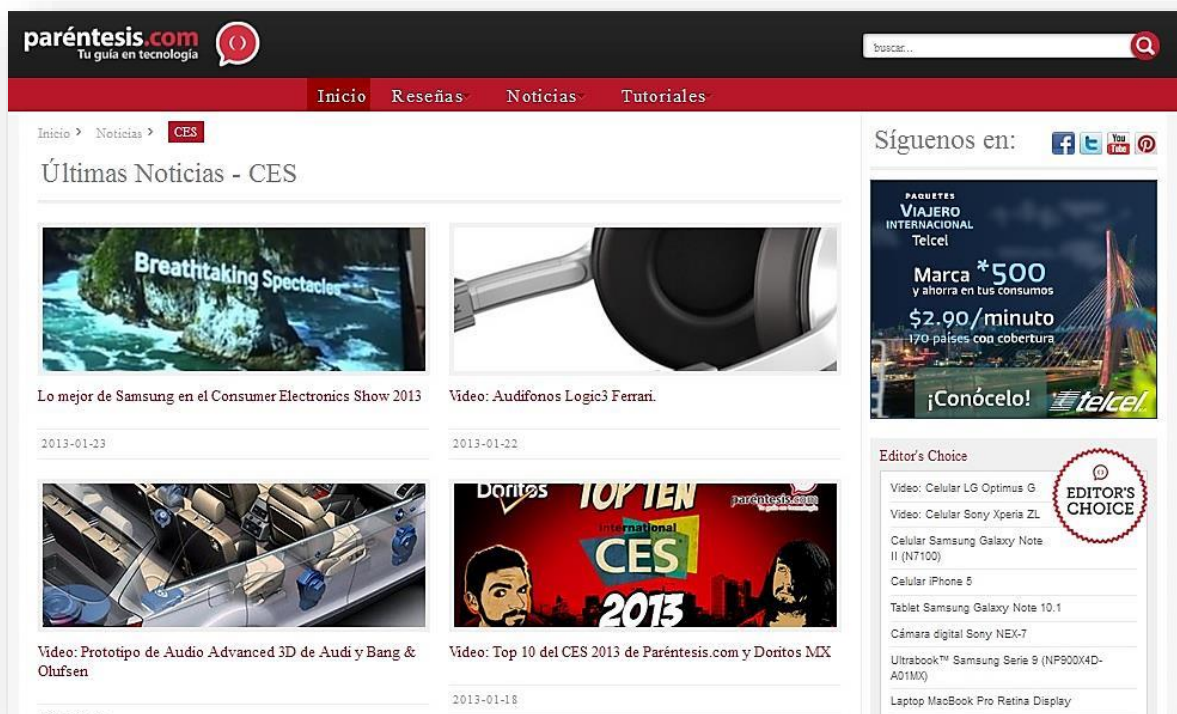 paréntesis.com
Tu guía en tecnología
buscar...
Inicio Reseñas Noticias Tutoriales
Inicio > Noticias > CES
Últimas Noticias - CES
Breathtaking Spectacles
Lo mejor de Samsung en el Consumer Electronics Show 2013
2013-01-23
Video: Audífonos Logic3 Ferrari.
2013-01-22
Video: Prototipo de Audio Advanced 3D de Audi y Bang &
Olufsen
Doritos TOP TEN paréntesis.com
Tu guía en tecnología
international
CES
2013
Video: Top 10 del CES 2013 de Paréntesis.com y Doritos MX
2013-01-18
Síguenos en:
You
Tube
PAQUETES
VIAJERO
INTERNACIONAL
Telcel
Marca *500
y ahorra en tus consumos
$2.90/minuto
170 países con cobertura
¡Conócelo! telcel
Editor's Choice
EDITOR'S
CHOICE
Video: Celular LG Optimus G
Video: Celular Sony Xperia ZL
Celular Samsung Galaxy Note
II (N7100)
Celular iPhone 5
Tablet Samsung Galaxy Note 10.1
Cámara digital Sony NEX-7
Ultrabook™ Samsung Serie 9 (NP900X4D-
A01MX)
Laptop MacBook Pro Retina Display